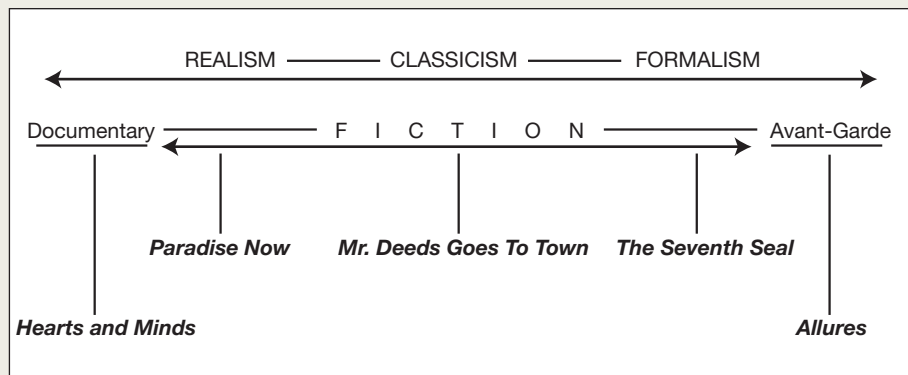 REALISM CLASSICISM FORMALISM
Documentary F I C T I O N Avant-Garde
Paradise Now Mr. Deeds Goes To Town The Seventh Seal
Hearts and Minds Allures